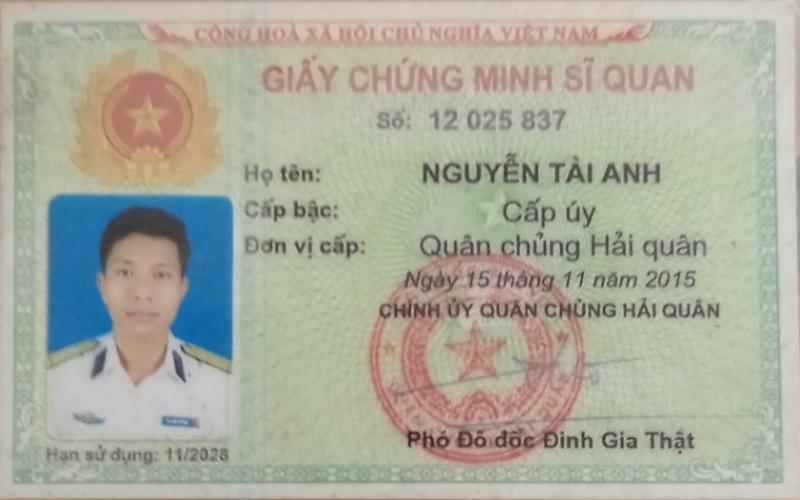 CỘNG HOÀ XÃ HỘI CHỦ NGHĨA VIỆT NAM
GIẤY CHỨNG MINH SĨ QUAN
Số: 12 025 837
Họ tên: NGUYỄN TÀI ANH
Cấp bậc: Cấp úy
Đơn vị cấp: Quân chủng Hải quân
Ngày 15 tháng 11 năm 2015
CHÍNH ỦY QUÂN CHỦNG HẢI QUÂN
Phó Đô đốc Đinh Gia Thật
Hạn sử dụng: 11/2028